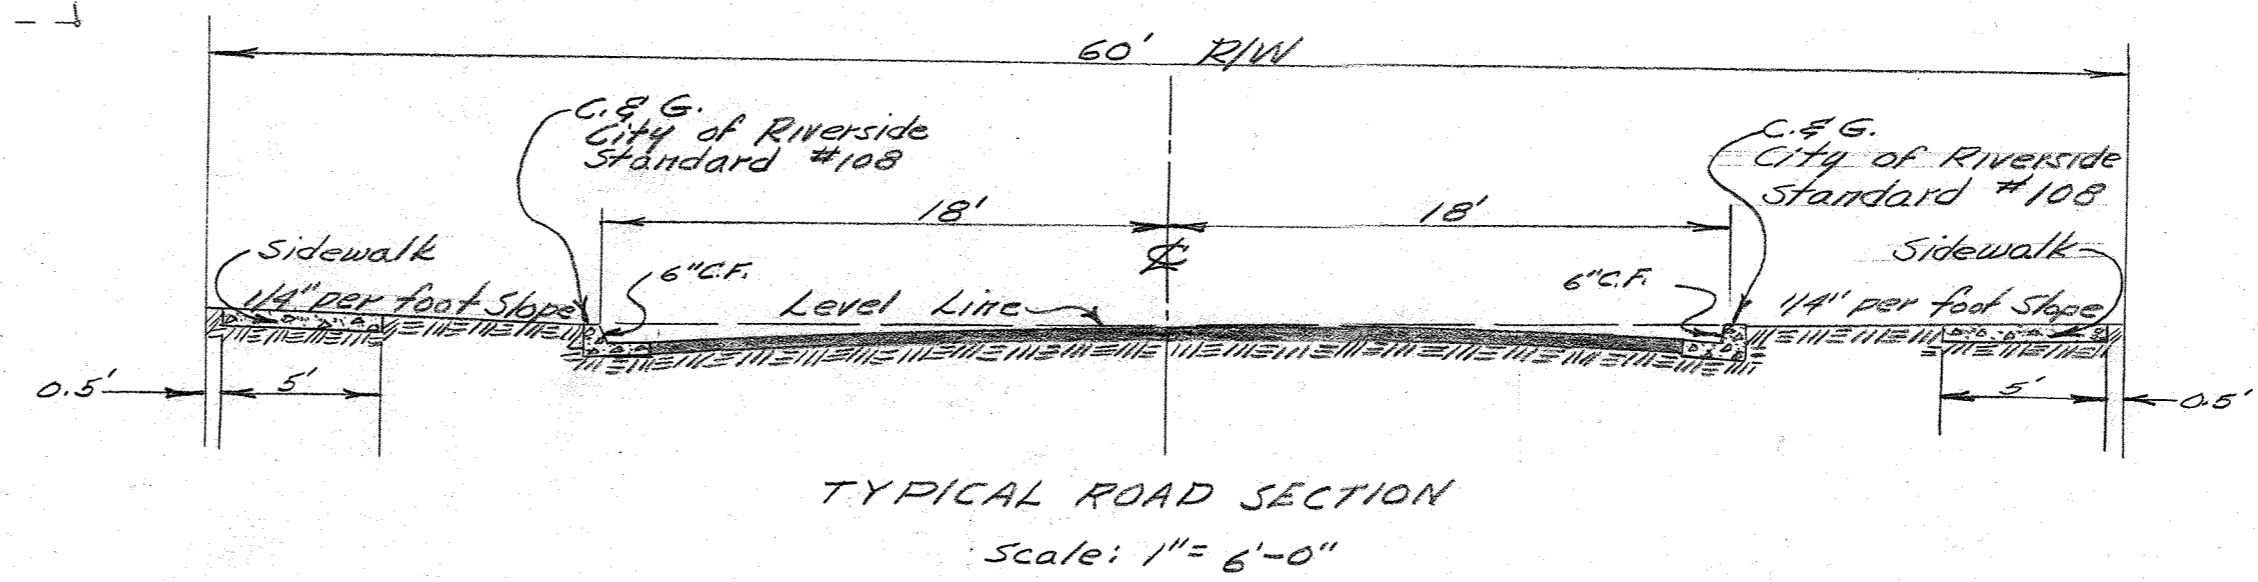 60' R/W
C. & G.
City of Riverside
Standard #108
C. & G.
City of Riverside
Standard #108
18'
18'
℄
Sidewalk
6" C.F.
6" C.F.
Sidewalk
1/4" per foot Slope
Level Line
1/4" per foot Slope
0.5'
5'
5'
0.5'
TYPICAL ROAD SECTION
Scale: 1" = 6'-0"